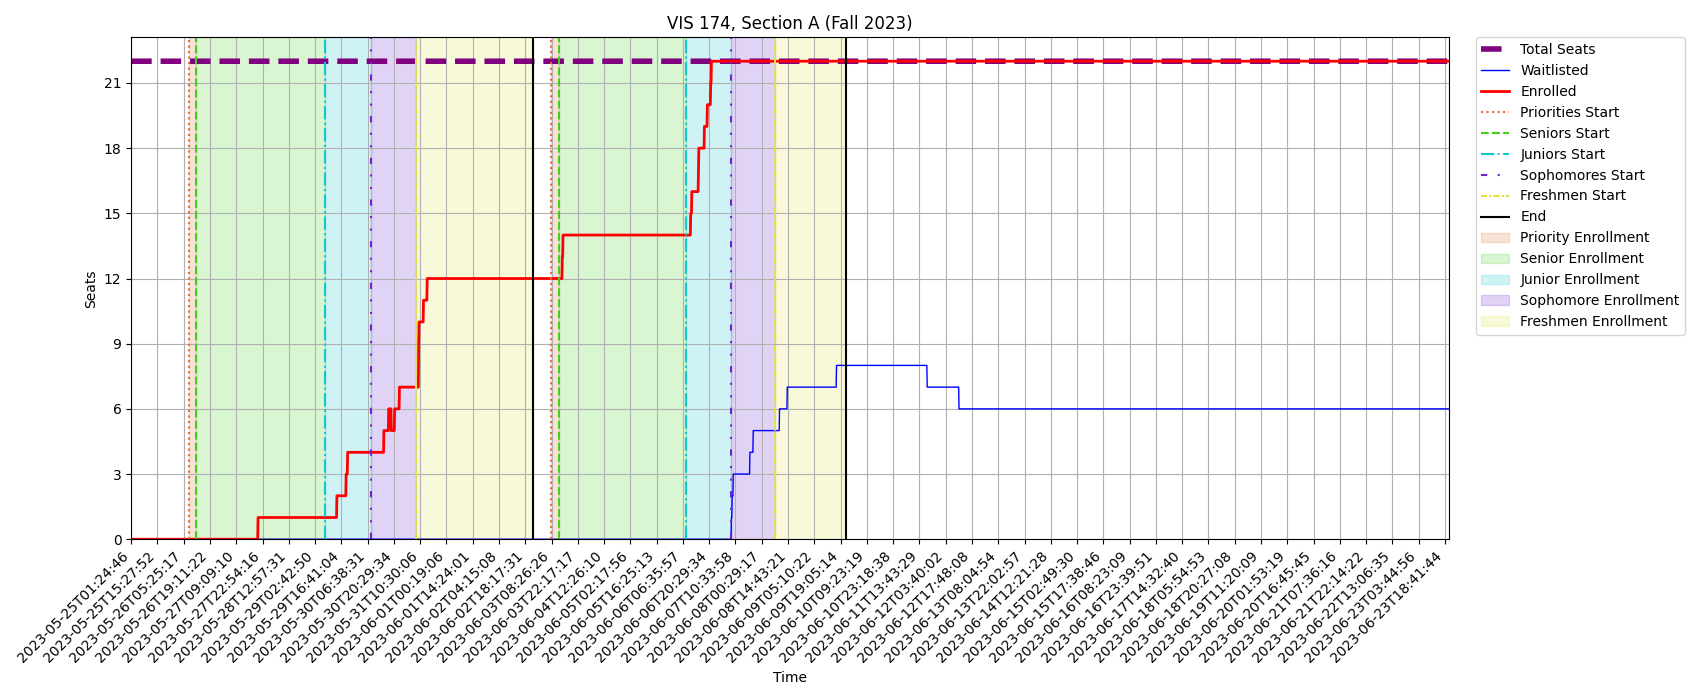 VIS 174, Section A (Fall 2023)
Seats
21
18
15
12
9
6
3
0
2023-05-25T01:24:46
2023-05-25T15:27:52
2023-05-26T05:25:17
2023-05-26T19:11:22
2023-05-27T09:09:16
2023-05-27T22:54:16
2023-05-28T12:57:31
2023-05-29T02:42:50
2023-05-29T16:41:04
2023-05-30T06:38:31
2023-05-30T20:29:34
2023-05-31T10:30:06
2023-06-01T00:19:06
2023-06-01T14:24:01
2023-06-02T04:15:08
2023-06-02T18:17:31
2023-06-03T08:26:26
2023-06-03T22:17:17
2023-06-04T12:26:10
2023-06-05T02:17:56
2023-06-05T16:25:13
2023-06-06T06:35:57
2023-06-06T20:29:34
2023-06-07T10:33:58
2023-06-08T00:29:17
2023-06-08T14:43:21
2023-06-09T05:10:22
2023-06-09T19:05:14
2023-06-10T09:23:19
2023-06-10T23:18:38
2023-06-11T13:43:29
2023-06-12T03:40:02
2023-06-12T17:48:08
2023-06-13T08:04:54
2023-06-13T22:02:57
2023-06-14T12:21:28
2023-06-15T02:49:30
2023-06-15T17:38:46
2023-06-16T08:23:09
2023-06-16T23:39:51
2023-06-17T14:32:40
2023-06-18T05:54:53
2023-06-18T20:27:08
2023-06-19T11:20:09
2023-06-20T01:53:19
2023-06-20T16:45:45
2023-06-21T07:36:16
2023-06-21T22:14:22
2023-06-22T13:06:35
2023-06-23T03:44:56
2023-06-23T18:41:44
Time
Total Seats
Waitlisted
Enrolled
Priorities Start
Seniors Start
Juniors Start
Sophomores Start
Freshmen Start
End
Priority Enrollment
Senior Enrollment
Junior Enrollment
Sophomore Enrollment
Freshmen Enrollment